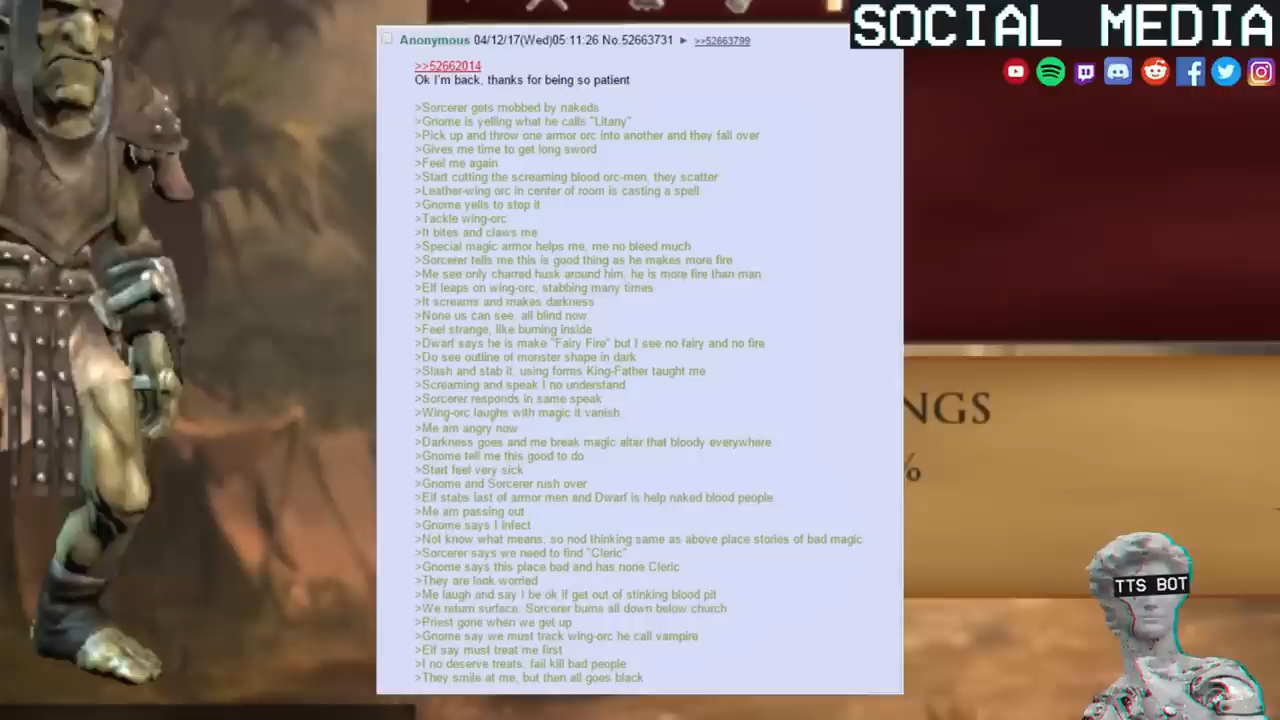 SOCIAL MEDIA
Anonymous 04/12/17(Wed)05:11:26 No.52663731 ► >>52663799
>>52662014
Ok I'm back, thanks for being so patient
>Sorcerer gets mobbed by nakeds
>Gnome is yelling what he calls "Litany"
>Pick up and throw one armor orc into another and they fall over
>Gives me time to get long sword
>Feel me again
>Start cutting the screaming blood orc-men, they scatter
>Leather-wing orc in center of room is casting a spell
>Gnome yells to stop it
>Tackle wing-orc
>It bites and claws me
>Special magic armor helps me, me no bleed much
>Sorcerer tells me this is good thing as he makes more fire
>Me see only charred husk around him, he is more fire than man
>Elf leaps on wing-orc, stabbing many times
>It screams and makes darkness
>None us can see, all blind now
>Feel strange, like burning inside
>Dwarf says he is make "Fairy Fire" but I see no fairy and no fire
>Do see outline of monster shape in dark
>Slash and stab it, using forms King-Father taught me
>Screaming and speak I no understand
>Sorcerer responds in same speak
>Wing-orc laughs with magic it vanish
>Me am angry now
>Darkness goes and me break magic altar that bloody everywhere
>Gnome tell me this good to do
>Start feel very sick
>Gnome and Sorcerer rush over
>Elf stabs last of armor men and Dwarf is help naked blood people
>Me am passing out
>Gnome says I infect
>Not know what means, so nod thinking same as above place stories of bad magic
>Sorcerer says we need to find "Cleric"
>Gnome says this place bad and has none Cleric
>They are look worried
>Me laugh and say I be ok if get out of stinking blood pit
>We return surface, Sorcerer burns all down below church
>Priest gone when we get up
>Gnome say we must track wing-orc he call vampire
>Elf say must treat me first
>I no deserve treats, fail kill bad people
>They smile at me, but then all goes black
NGS
%
TTS BOT